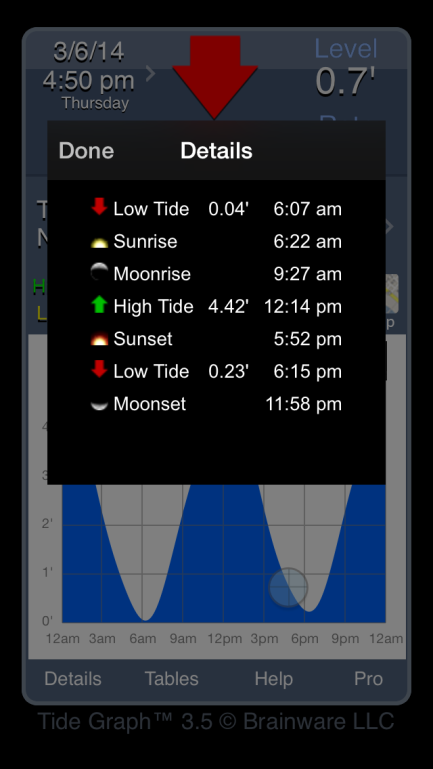 3/6/14
4:50 pm
Thursday
Level
0.7'
Done Details
Low Tide 0.04' 6:07 am
Sunrise 6:22 am
Moonrise 9:27 am
High Tide 4.42' 12:14 pm
Sunset 5:52 pm
Low Tide 0.23' 6:15 pm
Moonset 11:58 pm
2'
1'
0'
12am 3am 6am 9am 12pm 3pm 6pm 9pm 12am
Details Tables Help Pro
Tide Graph™ 3.5 © Brainware LLC